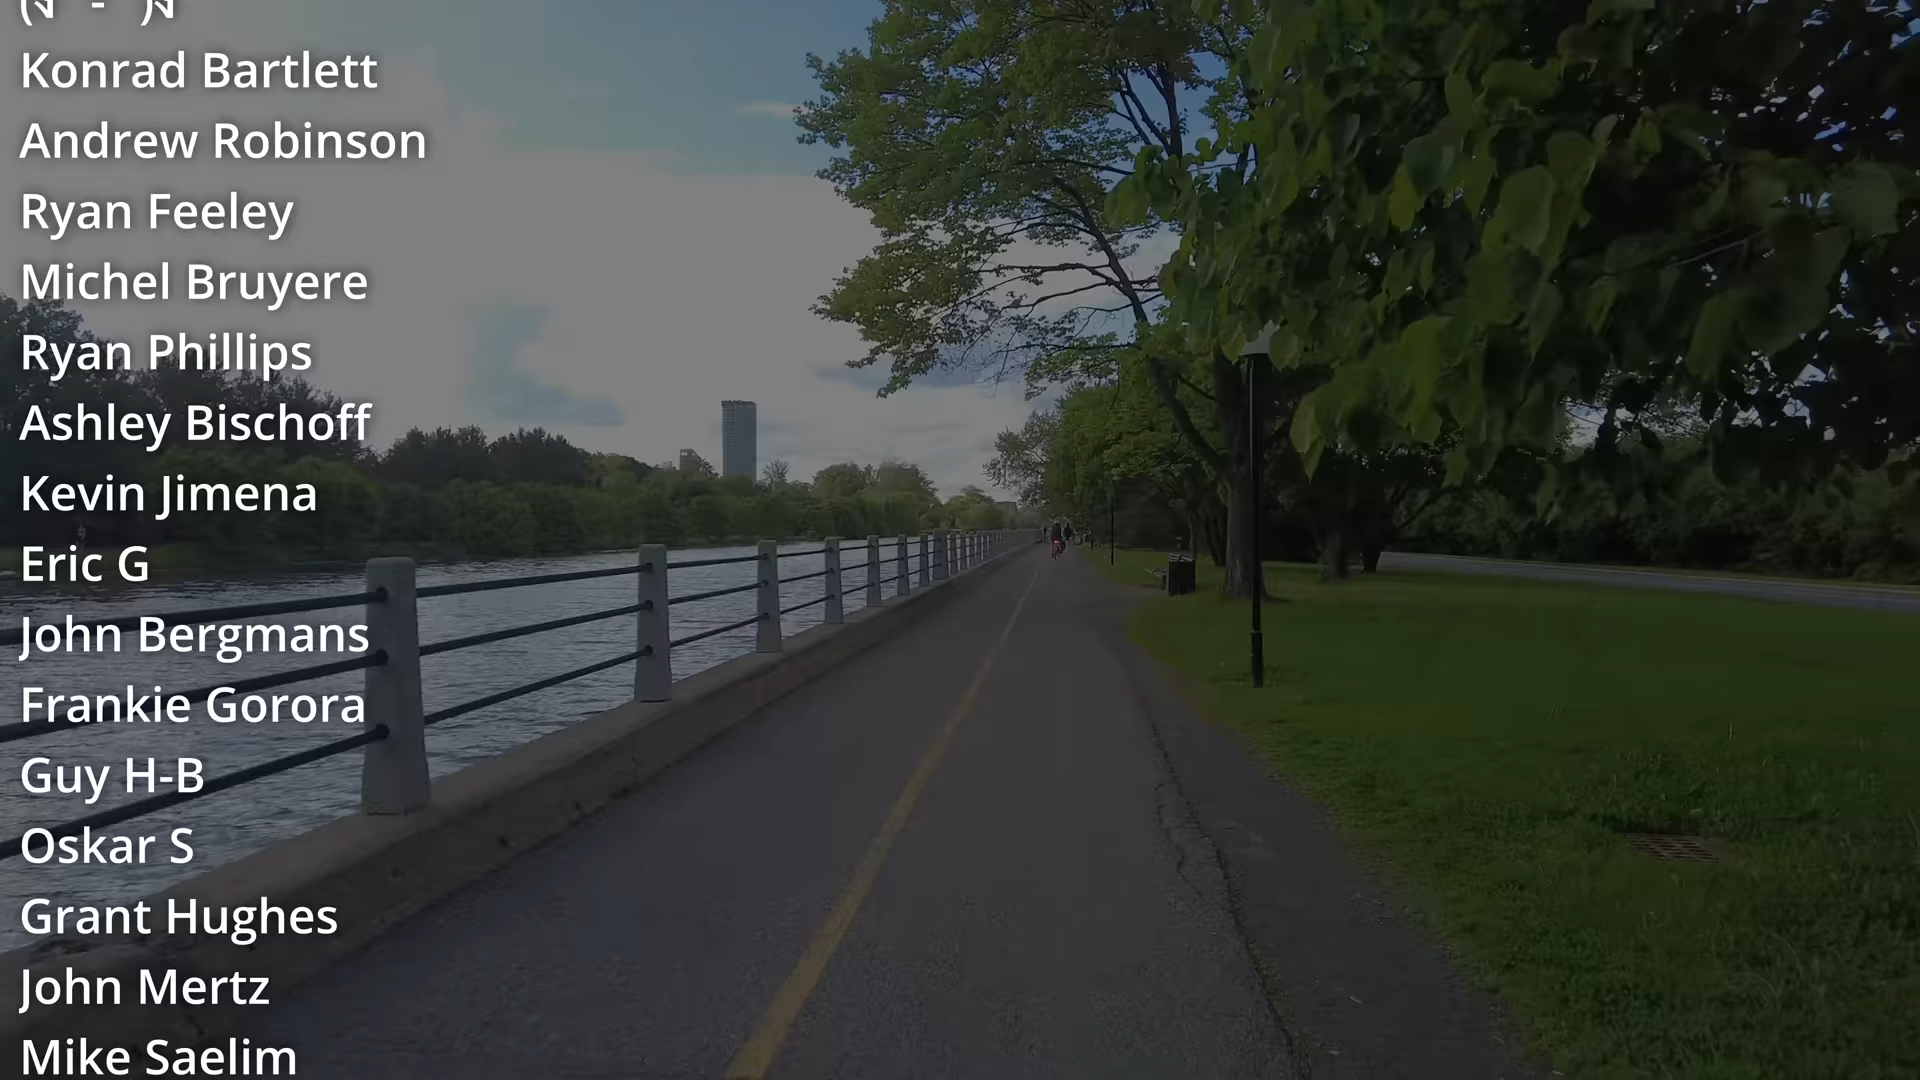 Konrad Bartlett
Andrew Robinson
Ryan Feeley
Michel Bruyere
Ryan Phillips
Ashley Bischoff
Kevin Jimena
Eric G
John Bergmans
Frankie Gorora
Guy H-B
Oskar S
Grant Hughes
John Mertz
Mike Saelim